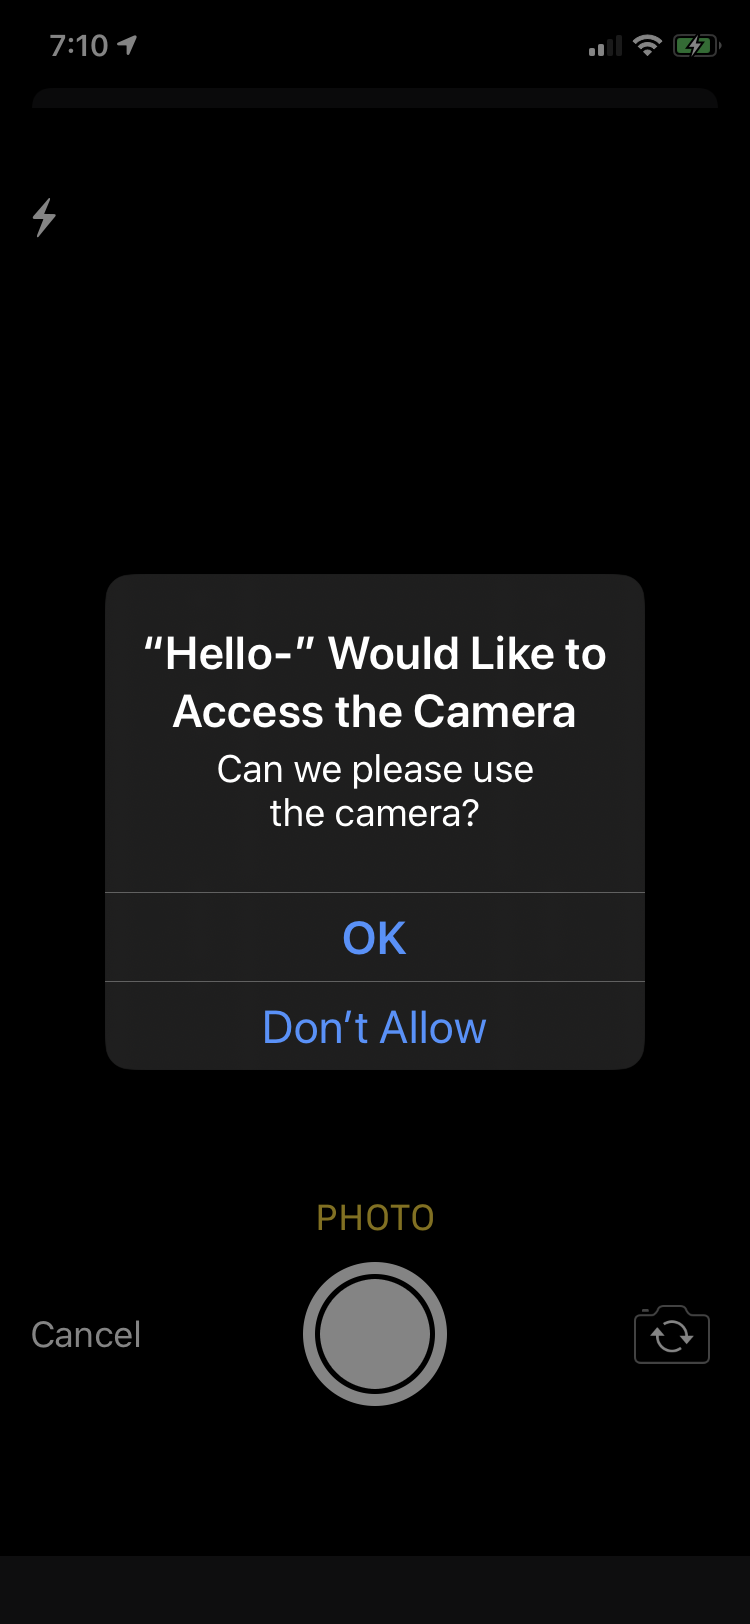 7:10
“Hello-” Would Like to
Access the Camera
Can we please use
the camera?
OK
Don’t Allow
PHOTO
Cancel